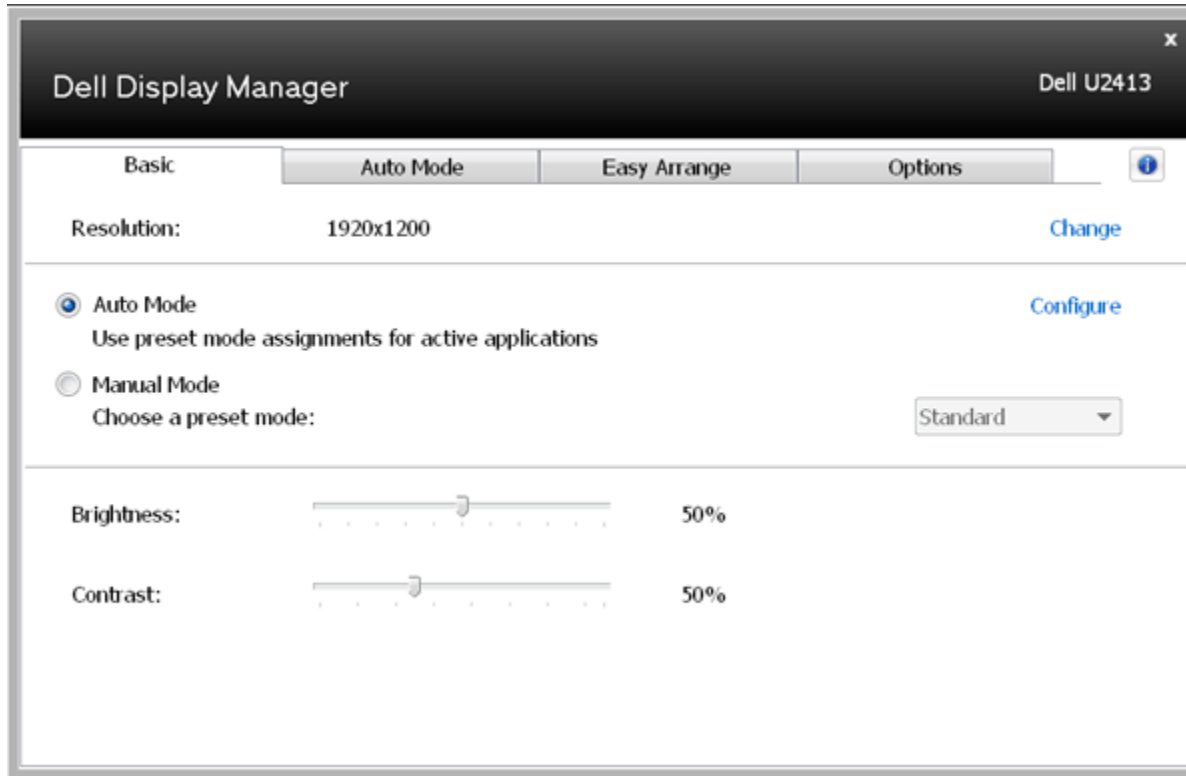 x
Dell Display Manager Dell U2413
Basic Auto Mode Easy Arrange Options i
Resolution: 1920x1200 Change
Auto Mode Configure
Use preset mode assignments for active applications
Manual Mode
Choose a preset mode: Standard
Brightness: 50%
Contrast: 50%